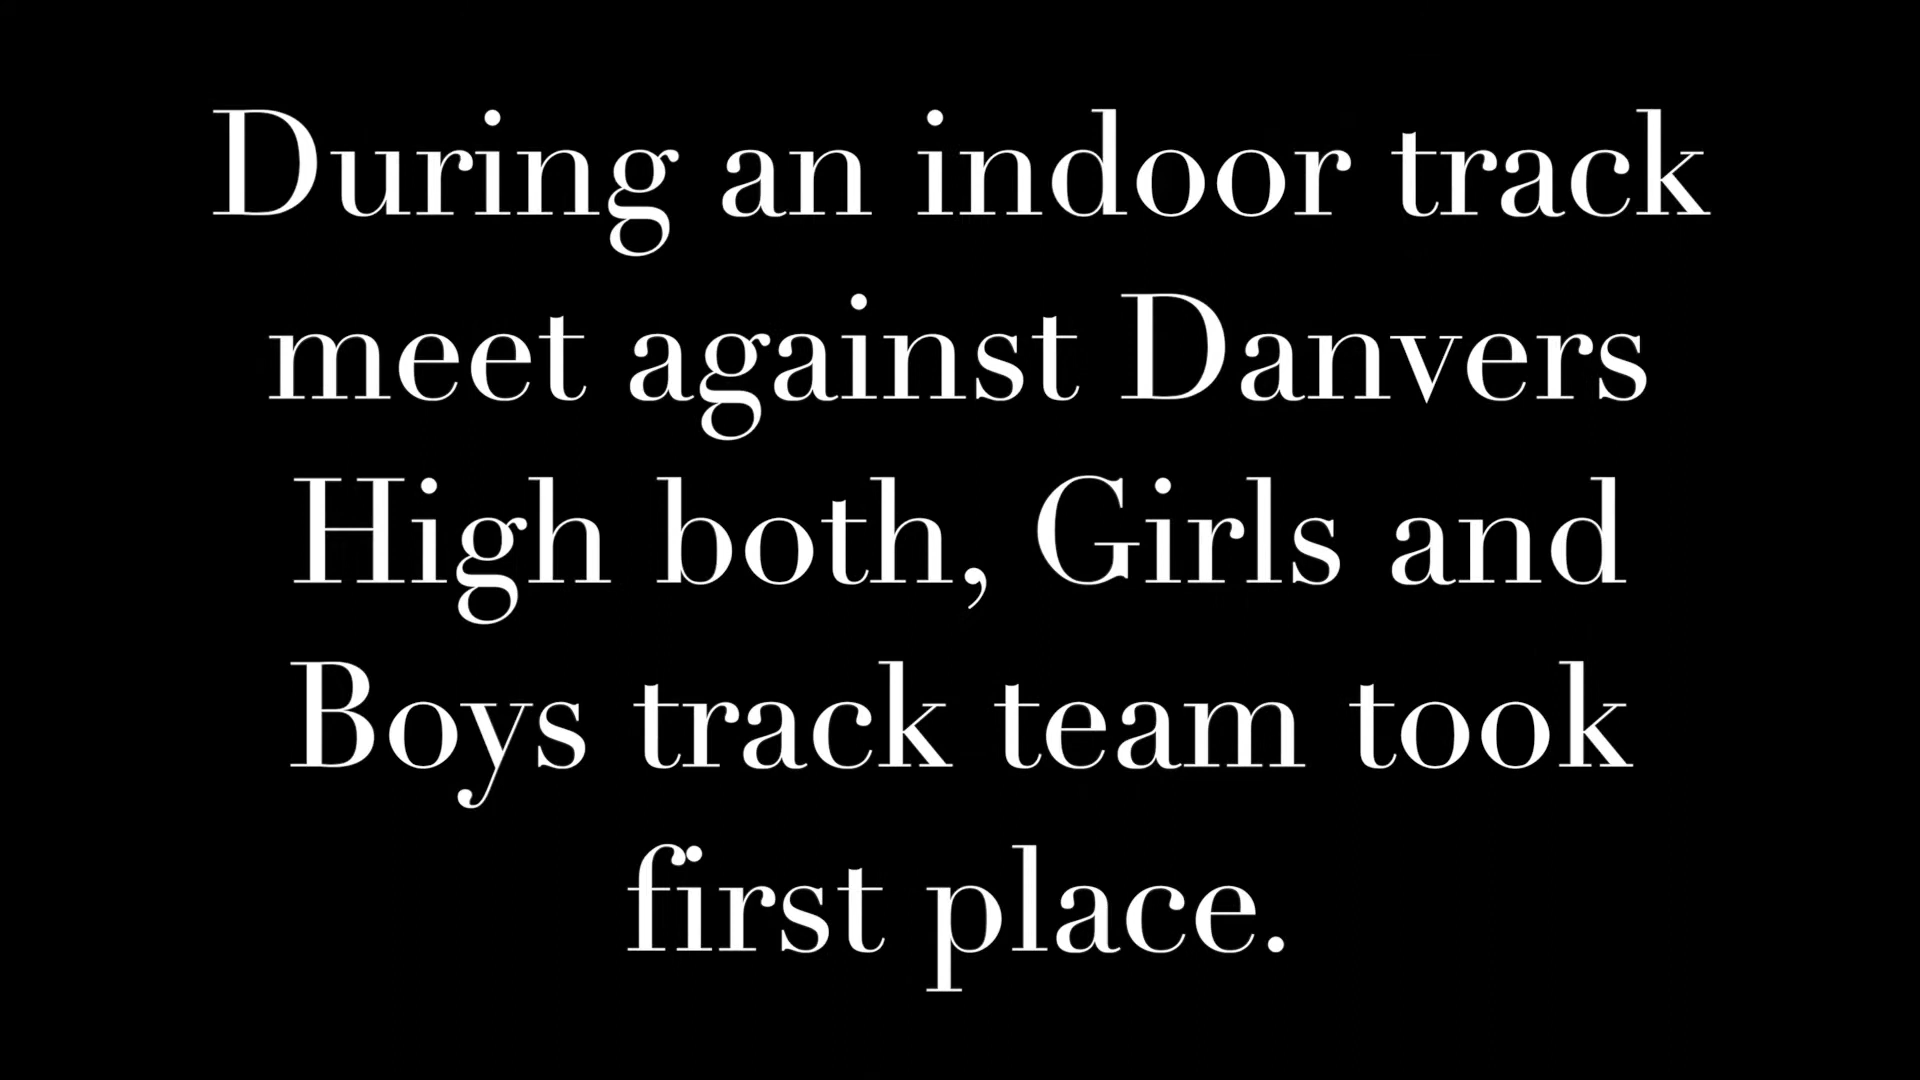 During an indoor track
meet against Danvers
High both, Girls and
Boys track team took
first place.